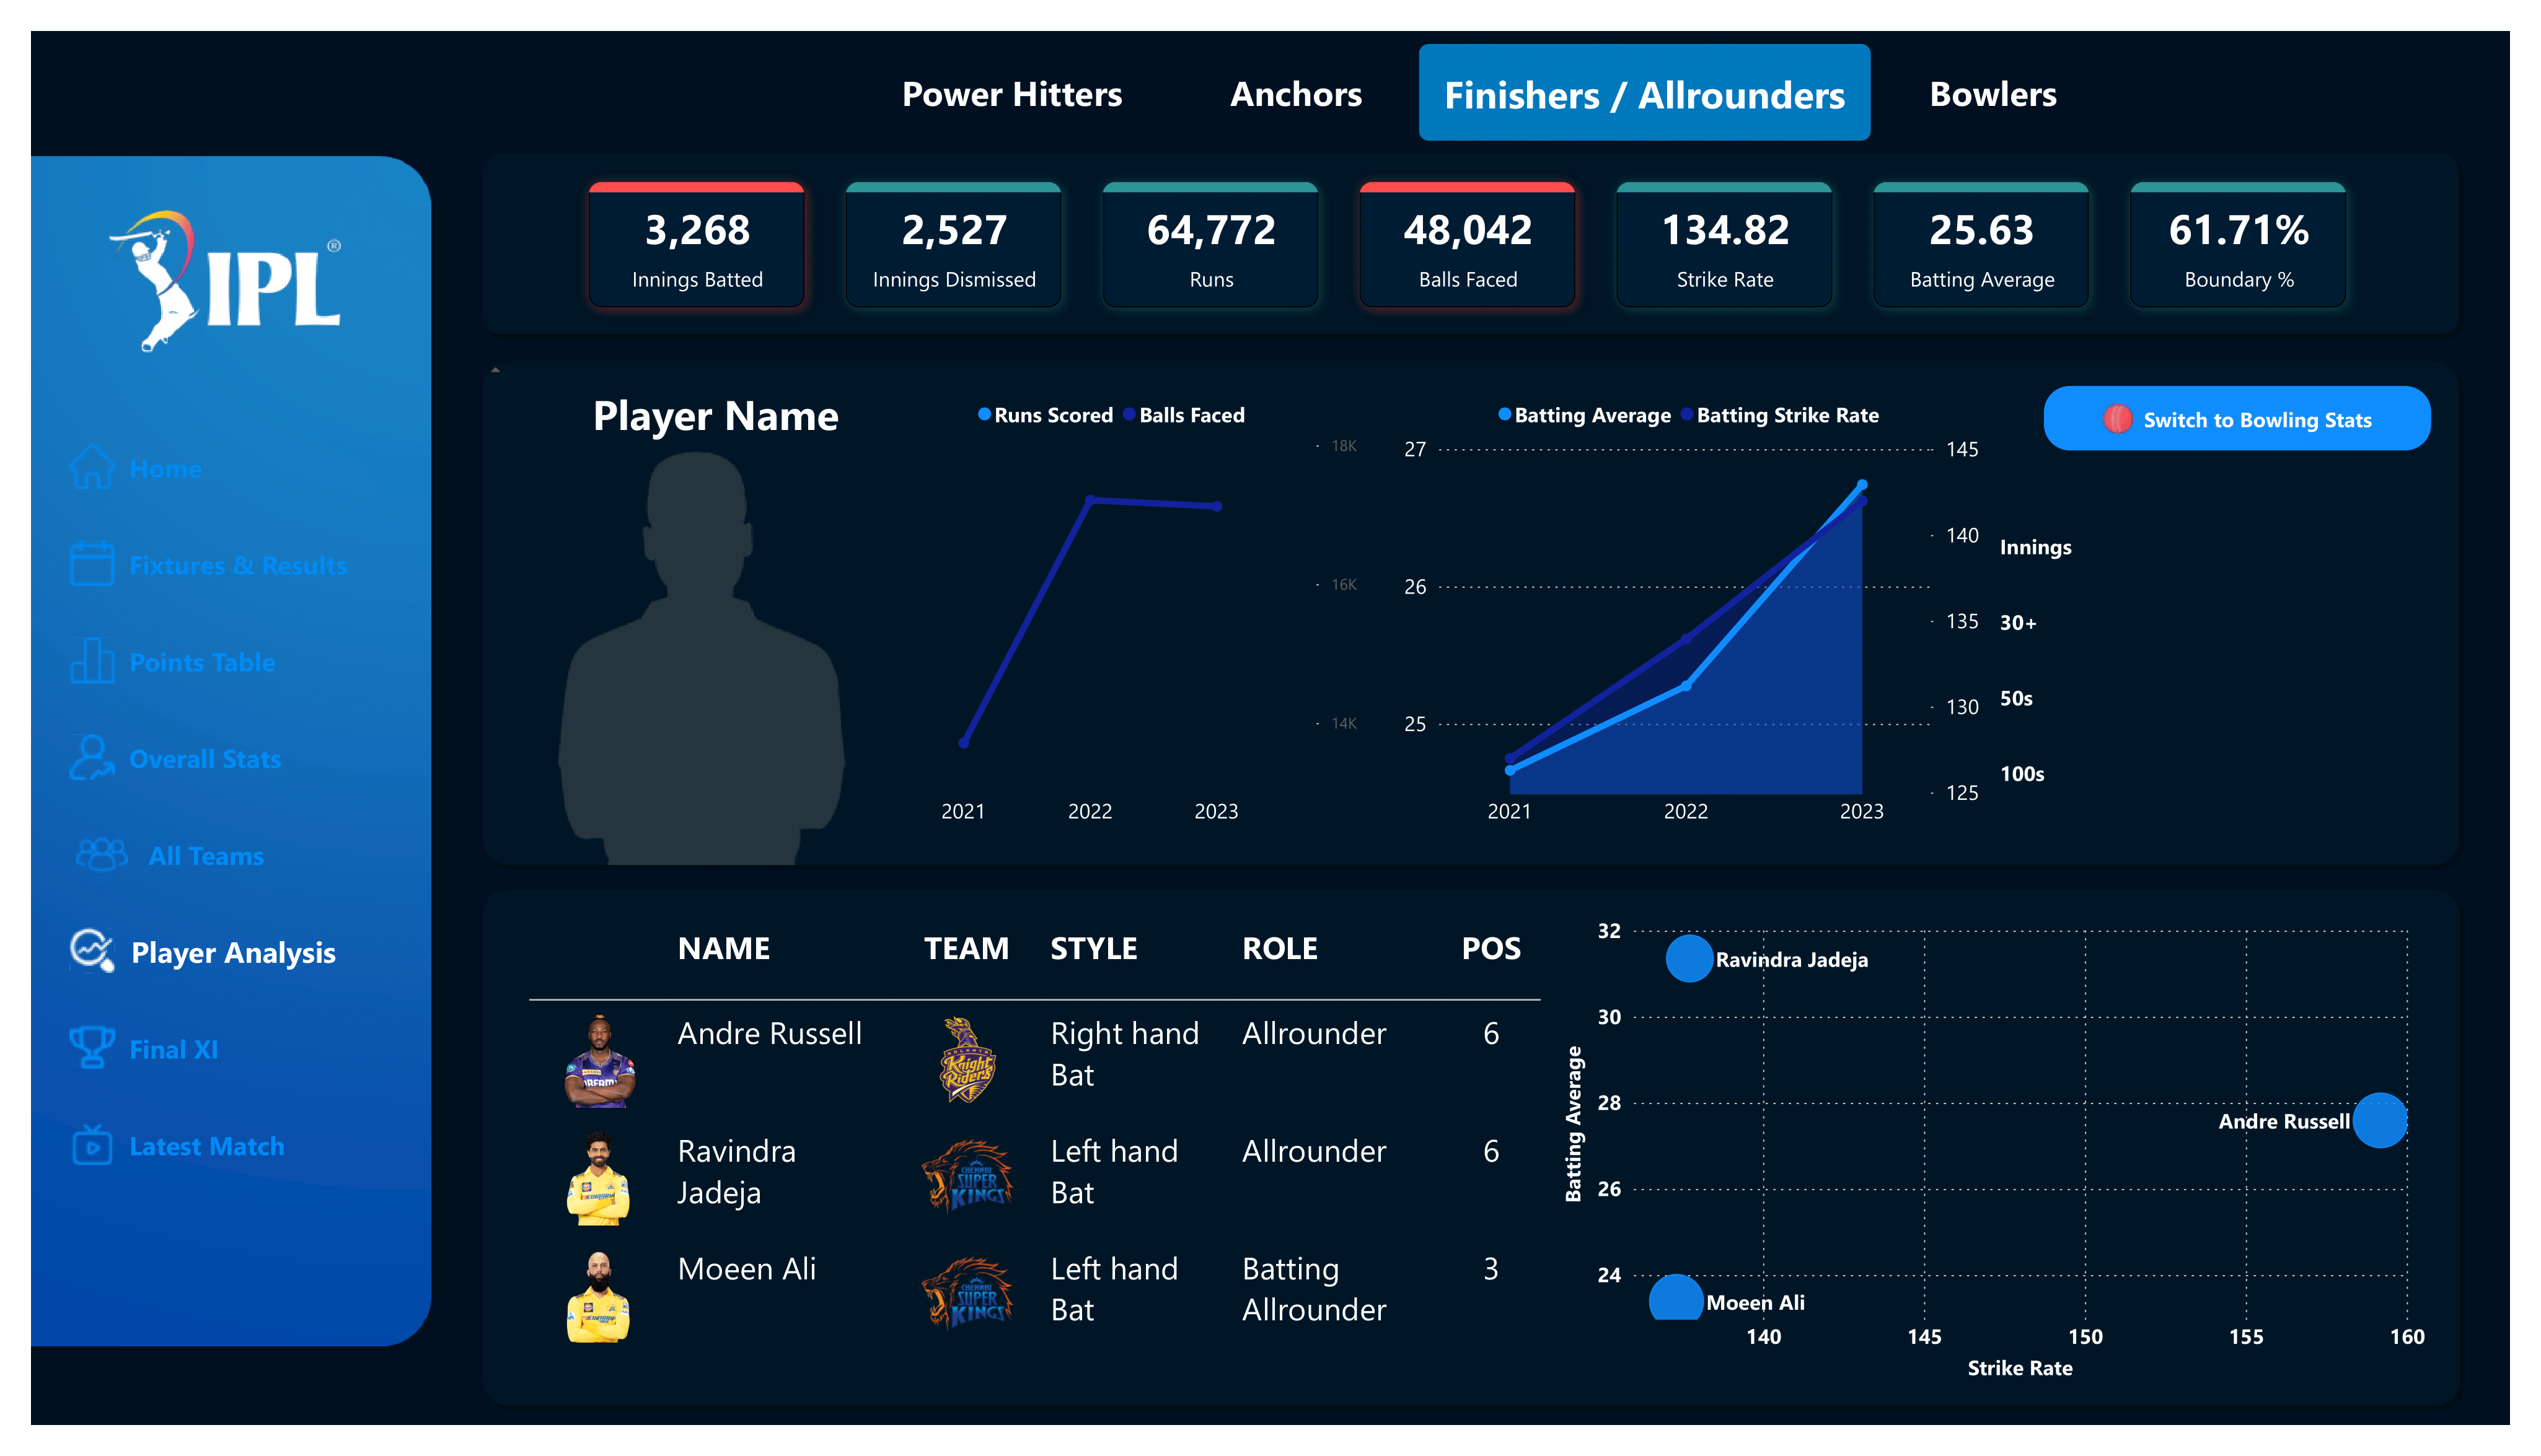 Power Hitters
Anchors
Finishers / Allrounders
Bowlers
IPL®
Home
Fixtures & Results
Points Table
Overall Stats
All Teams
Player Analysis
Final XI
Latest Match
3,268
Innings Batted
2,527
Innings Dismissed
64,772
Runs
48,042
Balls Faced
134.82
Strike Rate
25.63
Batting Average
61.71%
Boundary %
Player Name
Runs Scored Balls Faced
18K
16K
14K
2021 2022 2023
Batting Average Batting Strike Rate
27
26
25
145
140
135
130
125
2021 2022 2023
Switch to Bowling Stats
Innings
30+
50s
100s
NAME TEAM STYLE ROLE POS
Andre Russell
KOLKATA
Knight
Riders
Right hand
Bat
Allrounder
6
DREAM11
Ravindra
Jadeja
CHENNAI
SUPER
KINGS
Left hand
Bat
Allrounder
6
Moeen Ali
CHENNAI
SUPER
KINGS
Left hand
Bat
Batting
Allrounder
3
Batting Average
32
30
28
26
24
Ravindra Jadeja
Andre Russell
Moeen Ali
140 145 150 155 160
Strike Rate